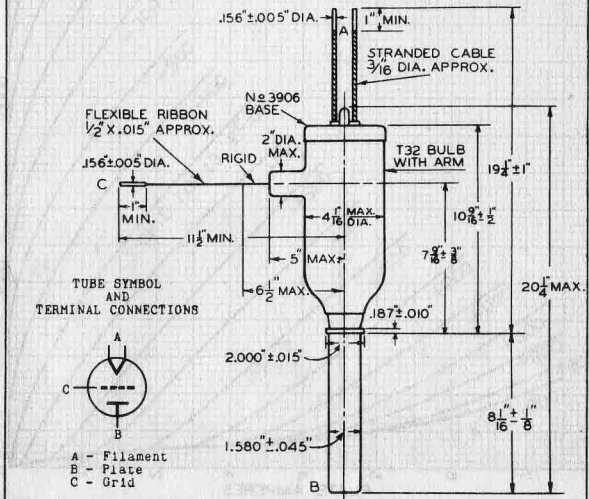 .156"±.005" DIA.
1" MIN.
A
STRANDED CABLE
3/16 DIA. APPROX.
No 3906
BASE
FLEXIBLE RIBBON
1/2" X .015" APPROX.
2" DIA.
MAX.
T32 BULB
WITH ARM
RIGID
.156"±.005" DIA.
C
1"
MIN.
4 1/16" MAX.
DIA.
19 1/4" ± 1"
10 9/16" ± 1/2"
7 9/16" ± 3/8"
20 1/4" MAX.
11 1/2" MIN.
5" MAX.
6 1/2" MAX.
.187"±.010"
TUBE SYMBOL
AND
TERMINAL CONNECTIONS
A
C
B
2.000"±.015"
1.580"±.045"
8 1/16" ± 1/8"
B
A - Filament
B - Plate
C - Grid